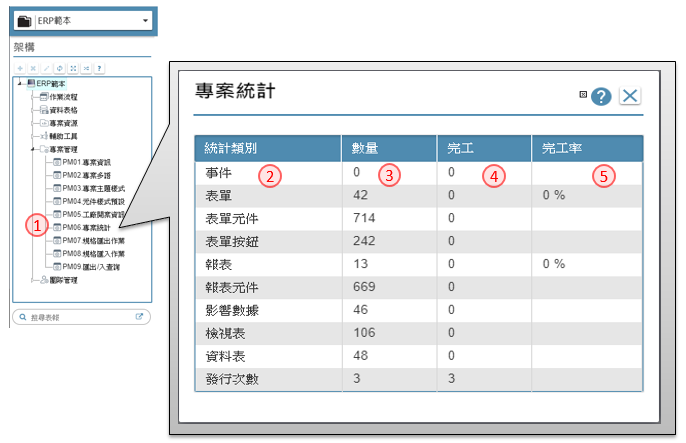 ERP範本
架構
ERP範本
作業流程
資料表格
專案資源
輔助工具
專案管理
PM01.專案資訊
PM02.專案多語
PM03.專案主題樣式
PM04.元件樣式預設
PM05.工廠開案資訊
① PM06.專案統計
PM07.規格匯出作業
PM08.規格匯入作業
PM09.匯出/入查詢
團隊管理
搜尋表報
專案統計
統計類別 數量 完工 完工率
事件 ② 0 ③ 0 ④ ⑤
表單 42 0 0 %
表單元件 714 0
表單按鈕 242 0
報表 13 0 0 %
報表元件 669 0
影響數據 46 0
檢視表 106 0
資料表 48 0
發行次數 3 3